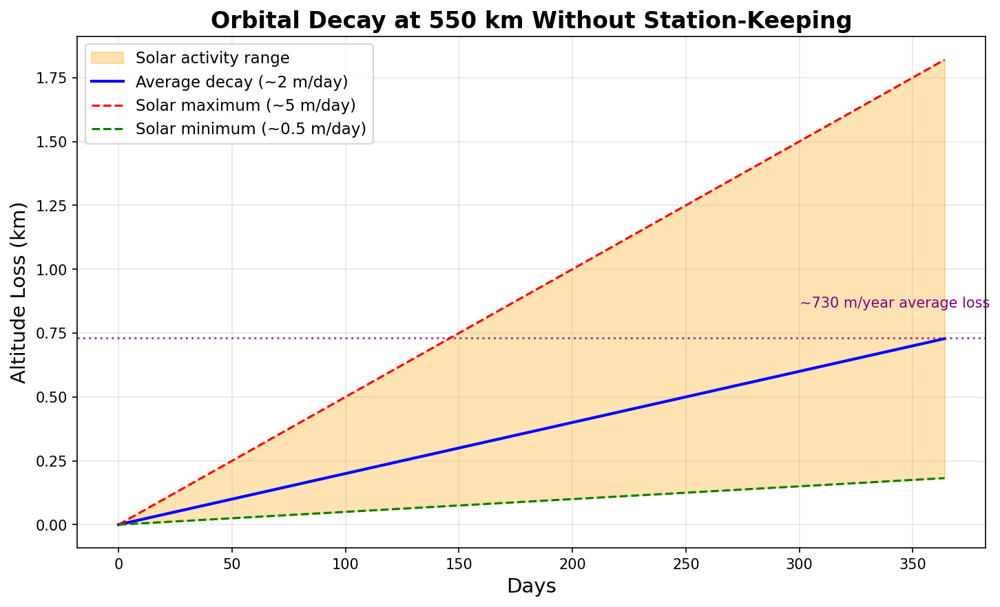 Orbital Decay at 550 km Without Station-Keeping
Solar activity range
Average decay (~2 m/day)
Solar maximum (~5 m/day)
Solar minimum (~0.5 m/day)
Altitude Loss (km)
1.75
1.50
1.25
1.00
0.75
0.50
0.25
0.00
~730 m/year average loss
0 50 100 150 200 250 300 350
Days